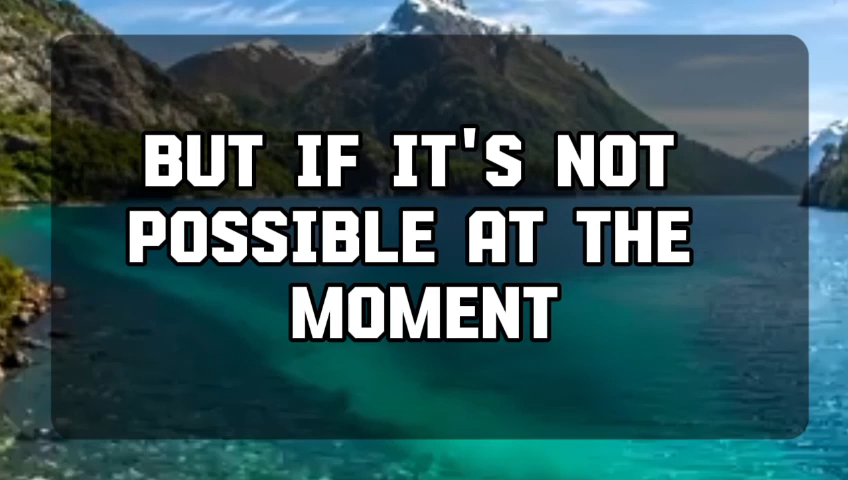 BUT IF IT'S NOT
POSSIBLE AT THE
MOMENT